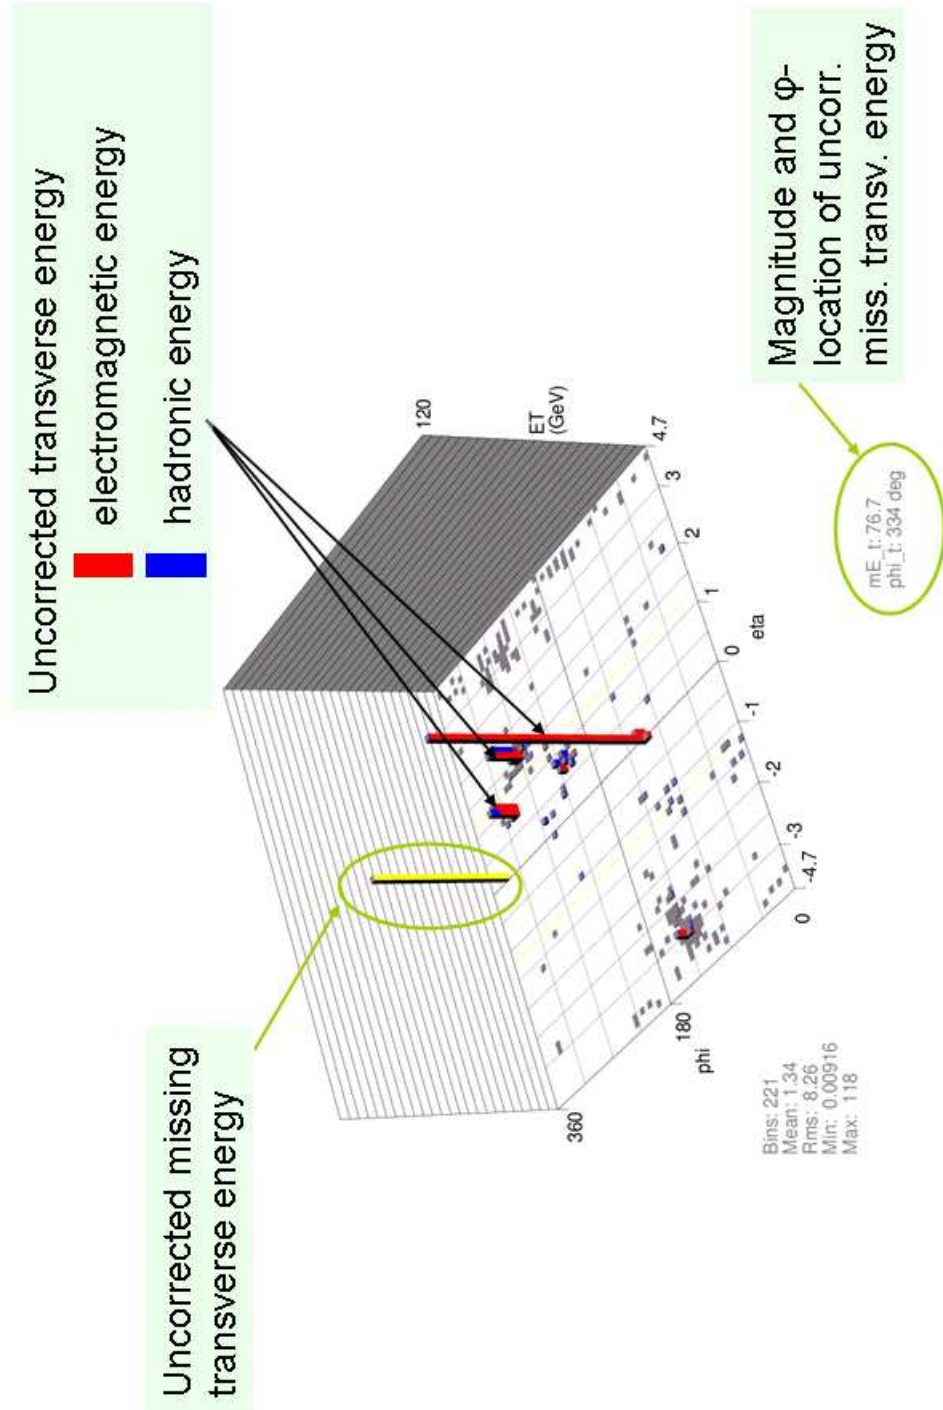 Uncorrected transverse energy
electromagnetic energy
hadronic energy
Uncorrected missing
transverse energy
120
ET
(GeV)
4.7
3
2
1
0
eta
-1
-2
-3
-4.7
0
180
phi
360
mE_t: 76.7
phi_t: 334 deg
Bins: 221
Mean: 1.34
Rms: 8.26
Min: 0.00916
Max: 118
Magnitude and φ-
location of uncorr.
miss. transv. energy